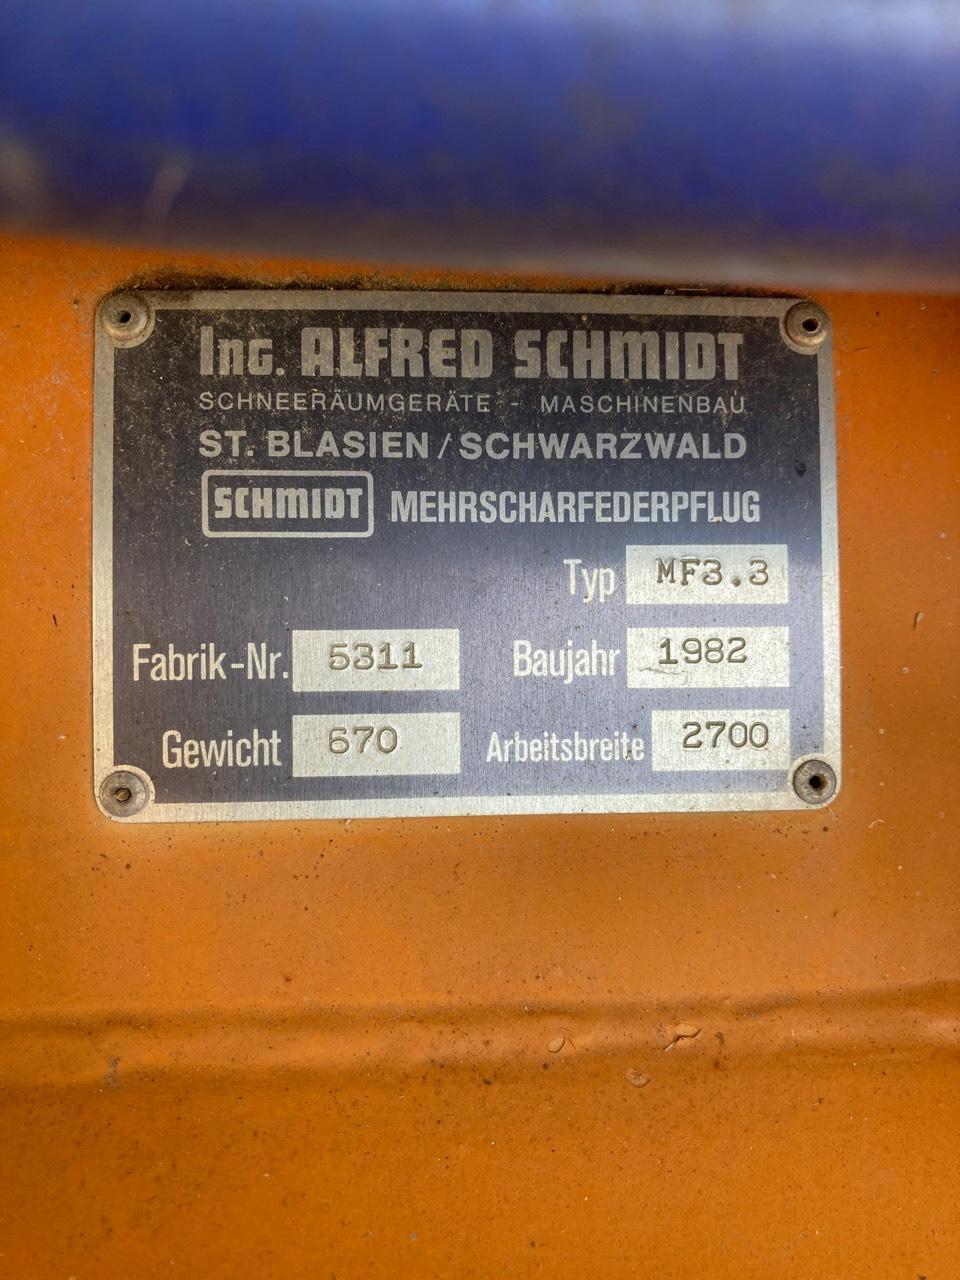 Ing. ALFRED SCHMIDT
SCHNEERÄUMGERÄTE - MASCHINENBAU
ST. BLASIEN / SCHWARZWALD
SCHMIDT MEHRSCHARFEDERPFLUG
Typ MF3.3
Fabrik-Nr. 5311 Baujahr 1982
Gewicht 670 Arbeitsbreite 2700